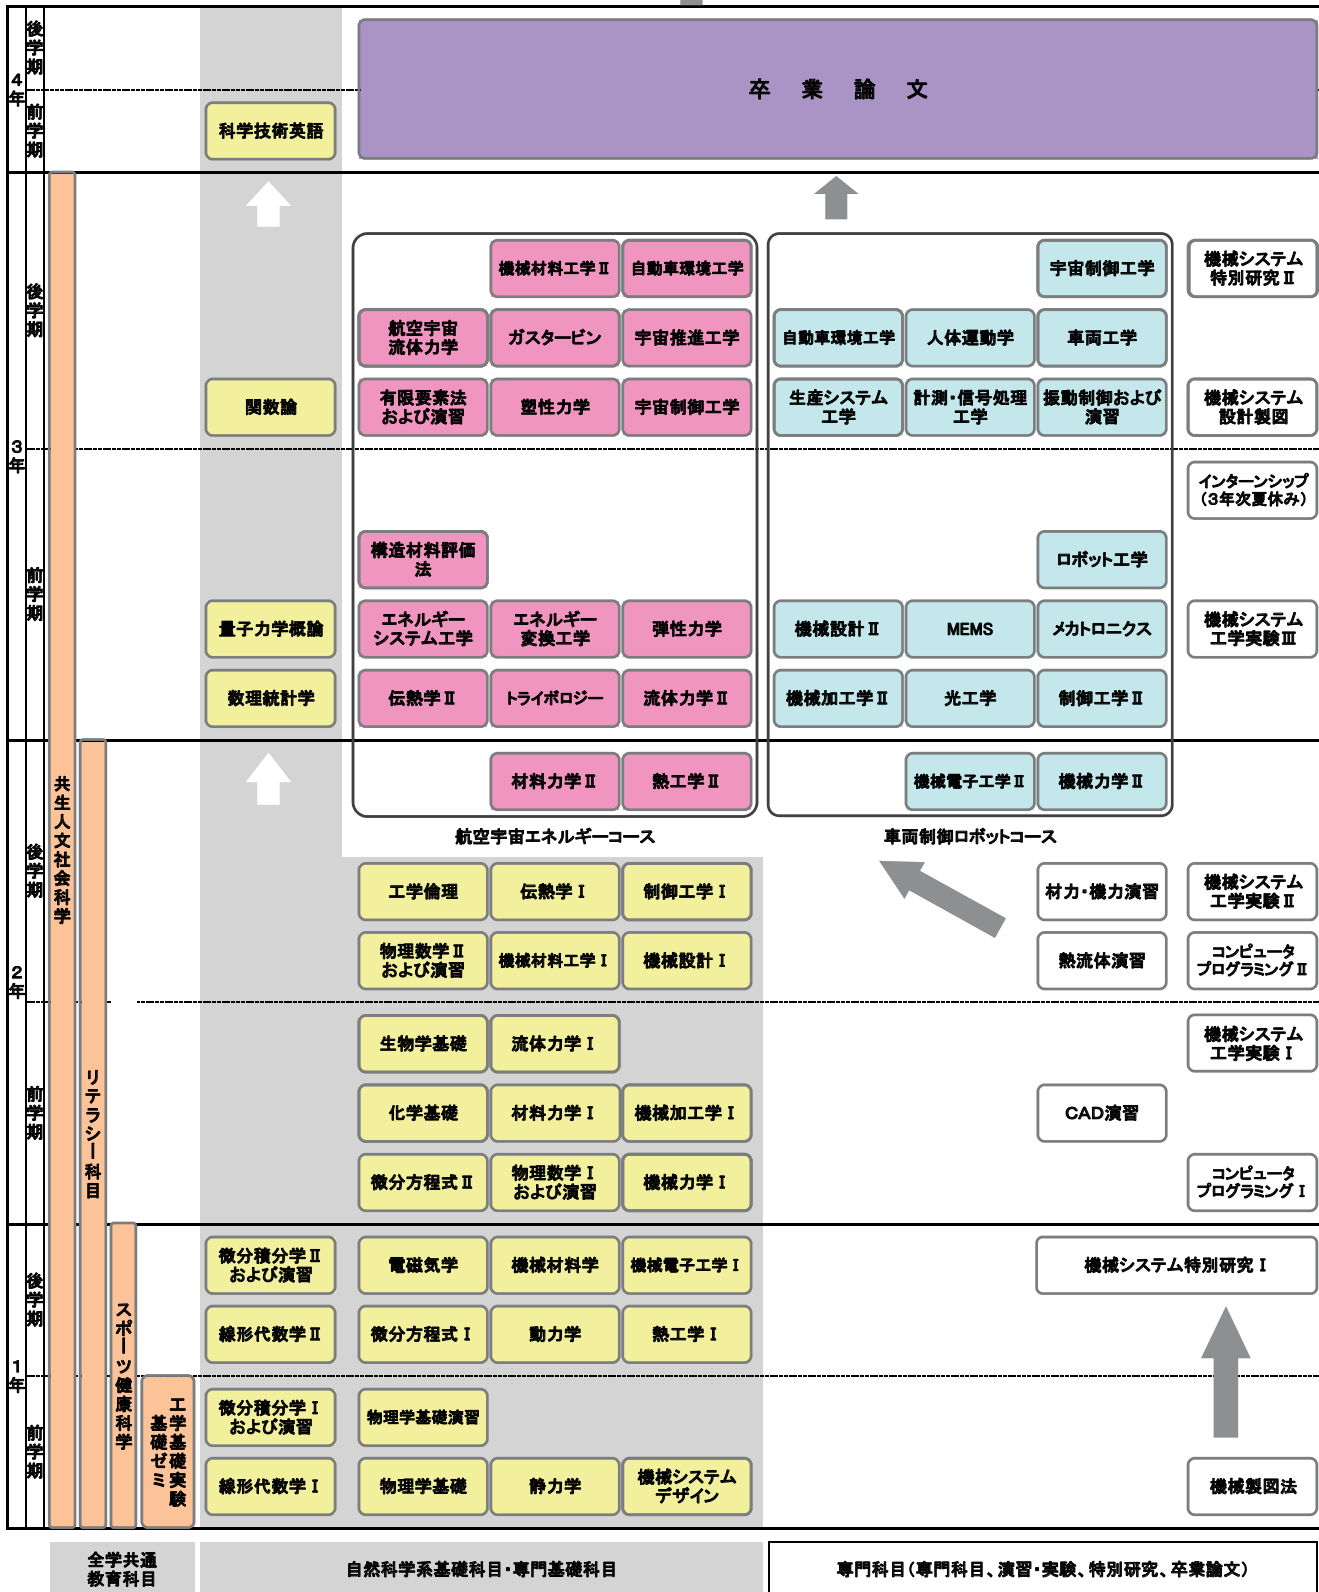 4年
後学期
前学期
卒業論文
科学技術英語
3年
後学期
機械材料工学Ⅱ
自動車環境工学
宇宙制御工学
機械システム
特別研究Ⅱ
航空宇宙
流体力学
ガスタービン
宇宙推進工学
自動車環境工学
人体運動学
車両工学
関数論
有限要素法
および演習
塑性力学
宇宙制御工学
生産システム
工学
計測・信号処理
工学
振動制御および
演習
機械システム
設計製図
前学期
インターンシップ
(3年次夏休み)
構造材料評価
法
ロボット工学
量子力学概論
エネルギー
システム工学
エネルギー
変換工学
弾性力学
機械設計Ⅱ
MEMS
メカトロニクス
機械システム
工学実験Ⅲ
数理統計学
伝熱学Ⅱ
トライボロジー
流体力学Ⅱ
機械加工学Ⅱ
光工学
制御工学Ⅱ
共生人文社会科学
2年
後学期
材料力学Ⅱ
熱工学Ⅱ
機械電子工学Ⅱ
機械力学Ⅱ
航空宇宙エネルギーコース
車両制御ロボットコース
工学倫理
伝熱学Ⅰ
制御工学Ⅰ
材力・機力演習
機械システム
工学実験Ⅱ
物理数学Ⅱ
および演習
機械材料工学Ⅰ
機械設計Ⅰ
熱流体演習
コンピュータ
プログラミングⅡ
前学期
リテラシー科目
生物学基礎
流体力学Ⅰ
機械システム
工学実験Ⅰ
化学基礎
材料力学Ⅰ
機械加工学Ⅰ
CAD演習
微分方程式Ⅱ
物理数学Ⅰ
および演習
機械力学Ⅰ
コンピュータ
プログラミングⅠ
1年
後学期
スポーツ健康科学
微分積分学Ⅱ
および演習
電磁気学
機械材料学
機械電子工学Ⅰ
機械システム特別研究Ⅰ
線形代数学Ⅱ
微分方程式Ⅰ
動力学
熱工学Ⅰ
前学期
工学基礎実験
基礎ゼミ
微分積分学Ⅰ
および演習
物理学基礎演習
線形代数学Ⅰ
物理学基礎
静力学
機械システム
デザイン
機械製図法
全学共通
教育科目
自然科学系基礎科目・専門基礎科目
専門科目(専門科目、演習・実験、特別研究、卒業論文)